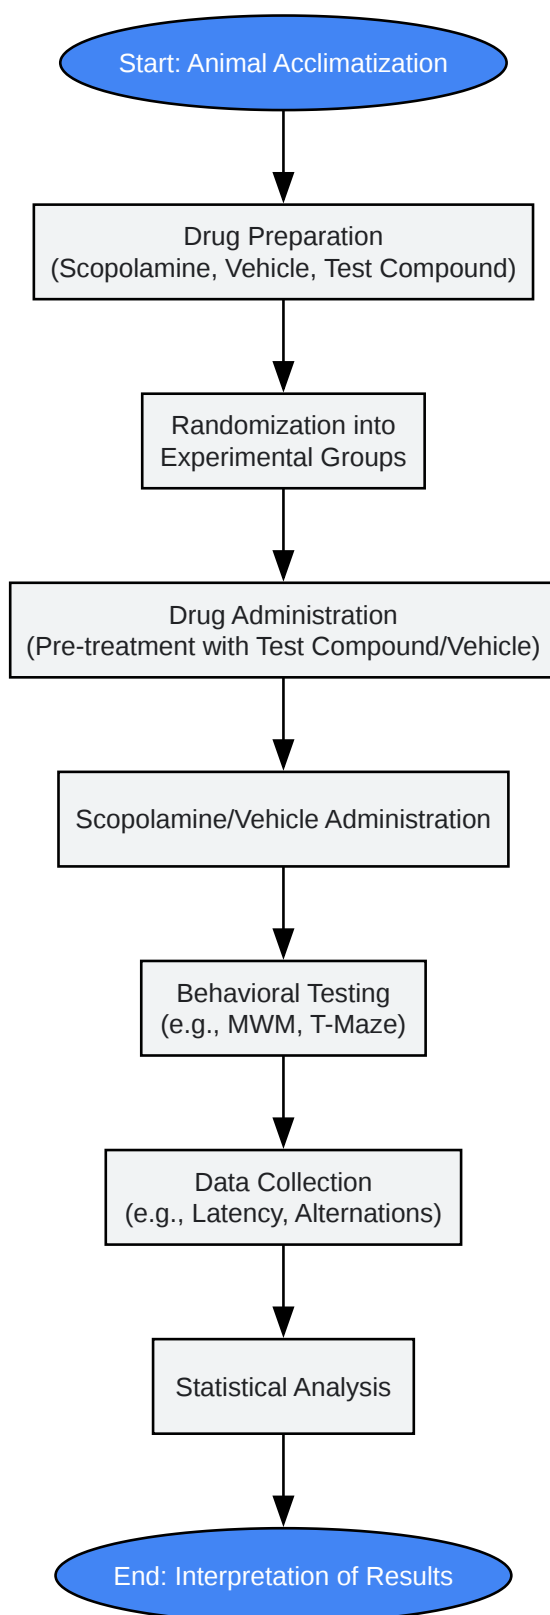 Start: Animal Acclimatization
Drug Preparation
(Scopolamine, Vehicle, Test Compound)
Randomization into
Experimental Groups
Drug Administration
(Pre-treatment with Test Compound/Vehicle)
Scopolamine/Vehicle Administration
Behavioral Testing
(e.g., MWM, T-Maze)
Data Collection
(e.g., Latency, Alternations)
Statistical Analysis
End: Interpretation of Results